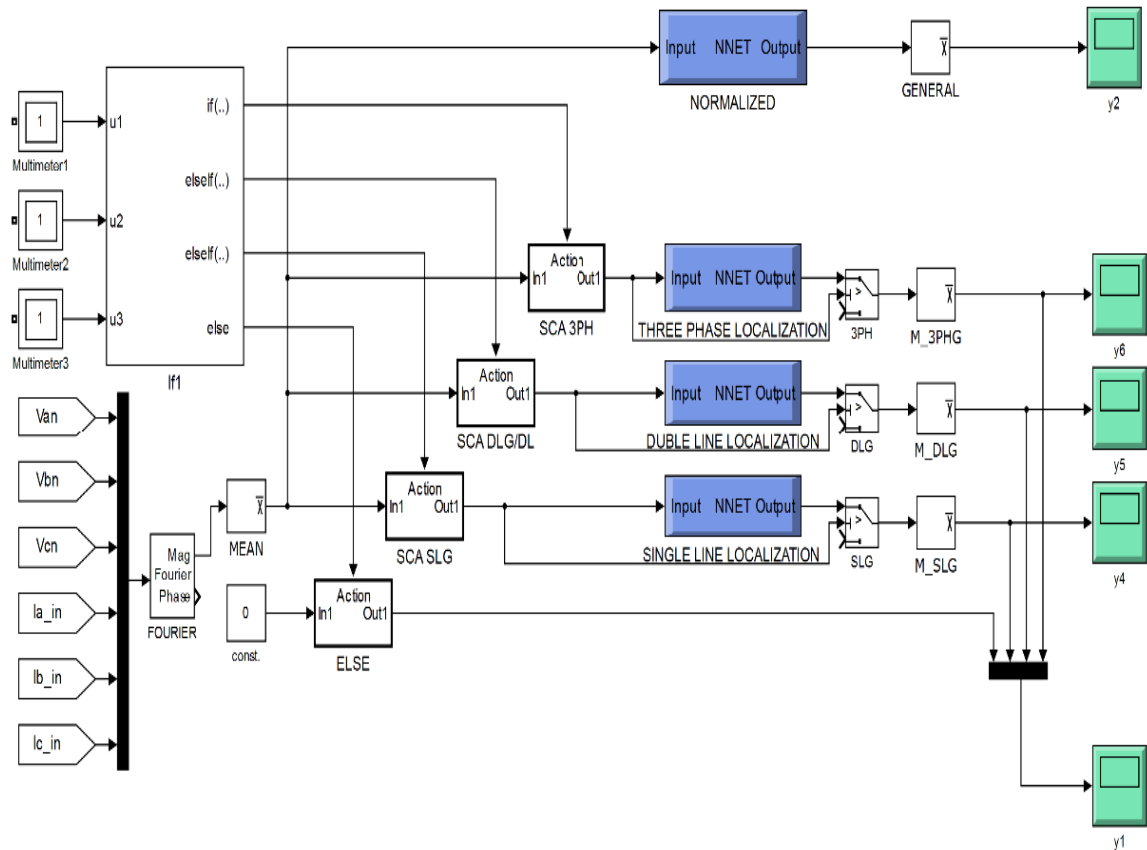 Input NNET Output
NORMALIZED
x̅
GENERAL
y2
1
Multimeter1
1
Multimeter2
1
Multimeter3
u1
u2
u3
if(..)
elseif(..)
elseif(..)
else
If1
Action
In1 Out1
SCA 3PH
Input NNET Output
THREE PHASE LOCALIZATION
>
3PH
x̅
M_3PHG
y6
Action
In1 Out1
SCA DLG/DL
Input NNET Output
DUBLE LINE LOCALIZATION
>
DLG
x̅
M_DLG
y5
Action
In1 Out1
SCA SLG
Input NNET Output
SINGLE LINE LOCALIZATION
>
SLG
x̅
M_SLG
y4
Van
Vbn
Vcn
Ia_in
Ib_in
Ic_in
Mag
Fourier
Phase
FOURIER
x̅
MEAN
0
const.
Action
In1 Out1
ELSE
y1